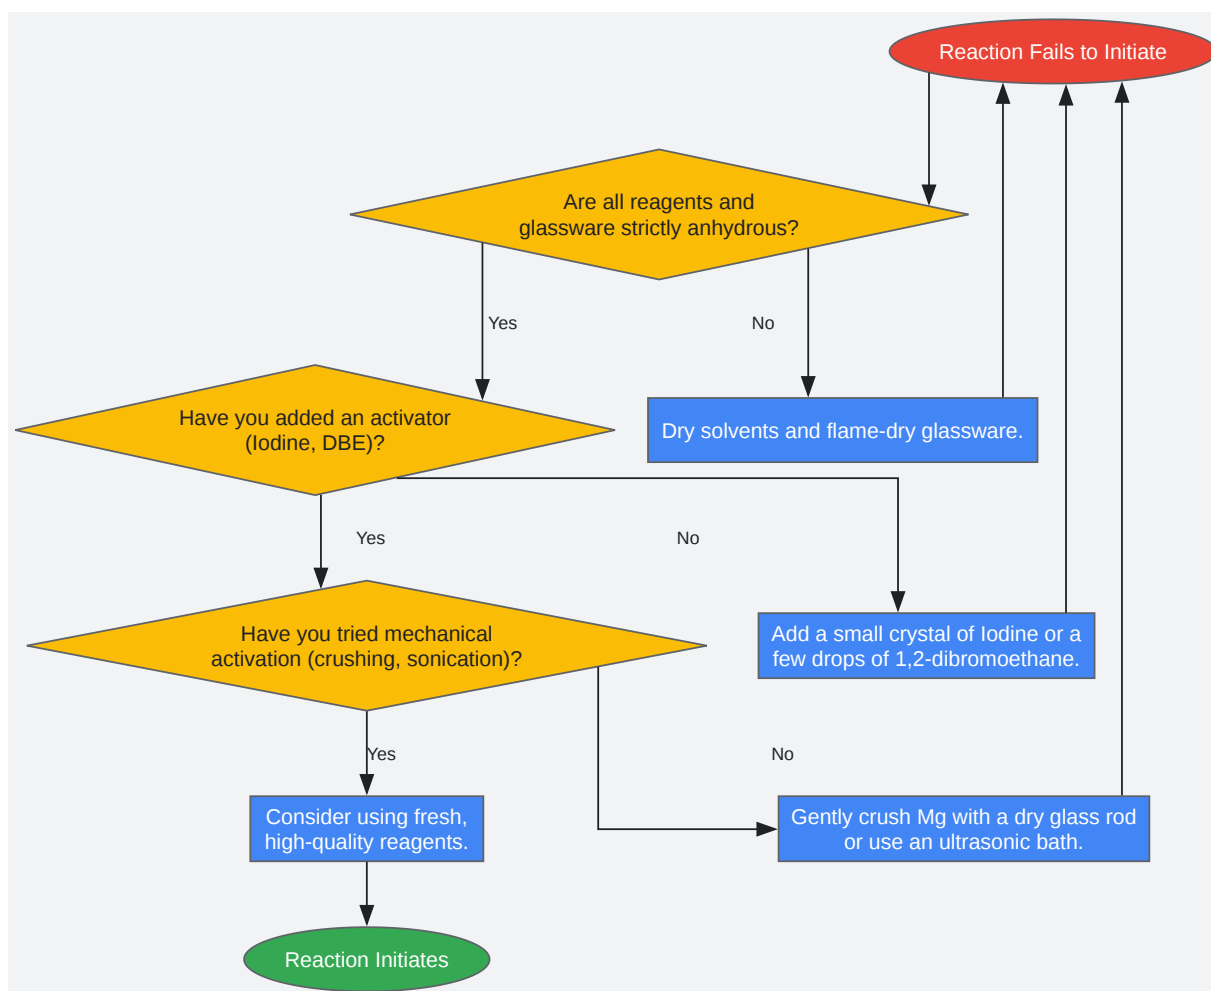 Reaction Fails to Initiate
Are all reagents and
glassware strictly anhydrous?
Yes
No
Have you added an activator
(Iodine, DBE)?
Dry solvents and flame-dry glassware.
Yes
No
Have you tried mechanical
activation (crushing, sonication)?
Add a small crystal of Iodine or a
few drops of 1,2-dibromoethane.
Yes
No
Consider using fresh,
high-quality reagents.
Gently crush Mg with a dry glass rod
or use an ultrasonic bath.
Reaction Initiates